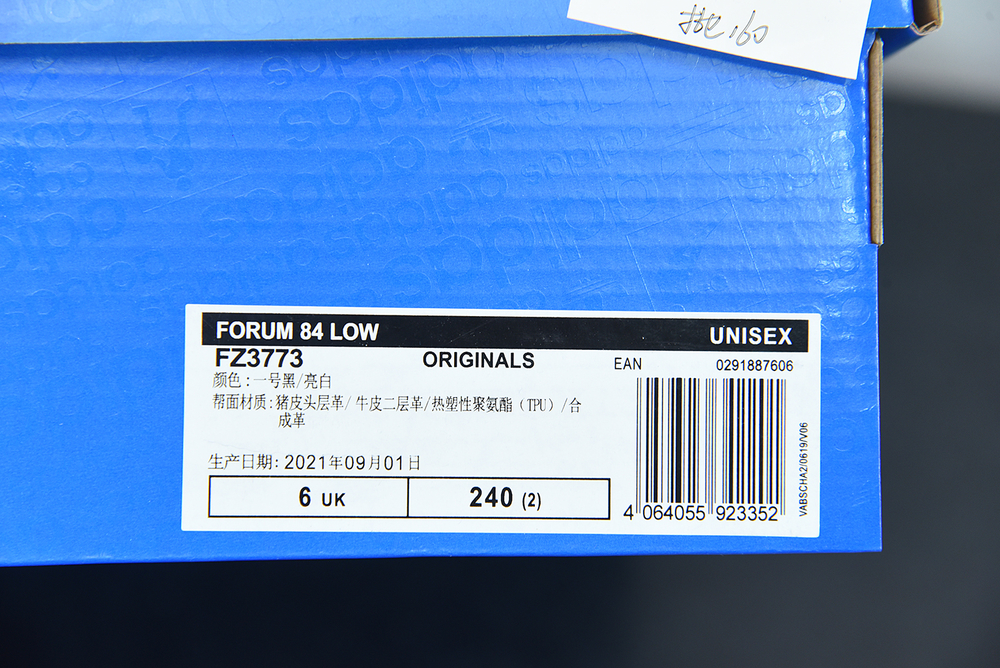 160
adidas
FORUM 84 LOW
UNISEX
FZ3773
ORIGINALS
EAN
0291887606
颜色:一号黑/亮白
帮面材质:猪皮头层革/ 牛皮二层革/热塑性聚氨酯（TPU）/合
成革
生产日期: 2021年09月01日
6 UK
240 (2)
4 064055 923352
VABSCHA2/0619/V06